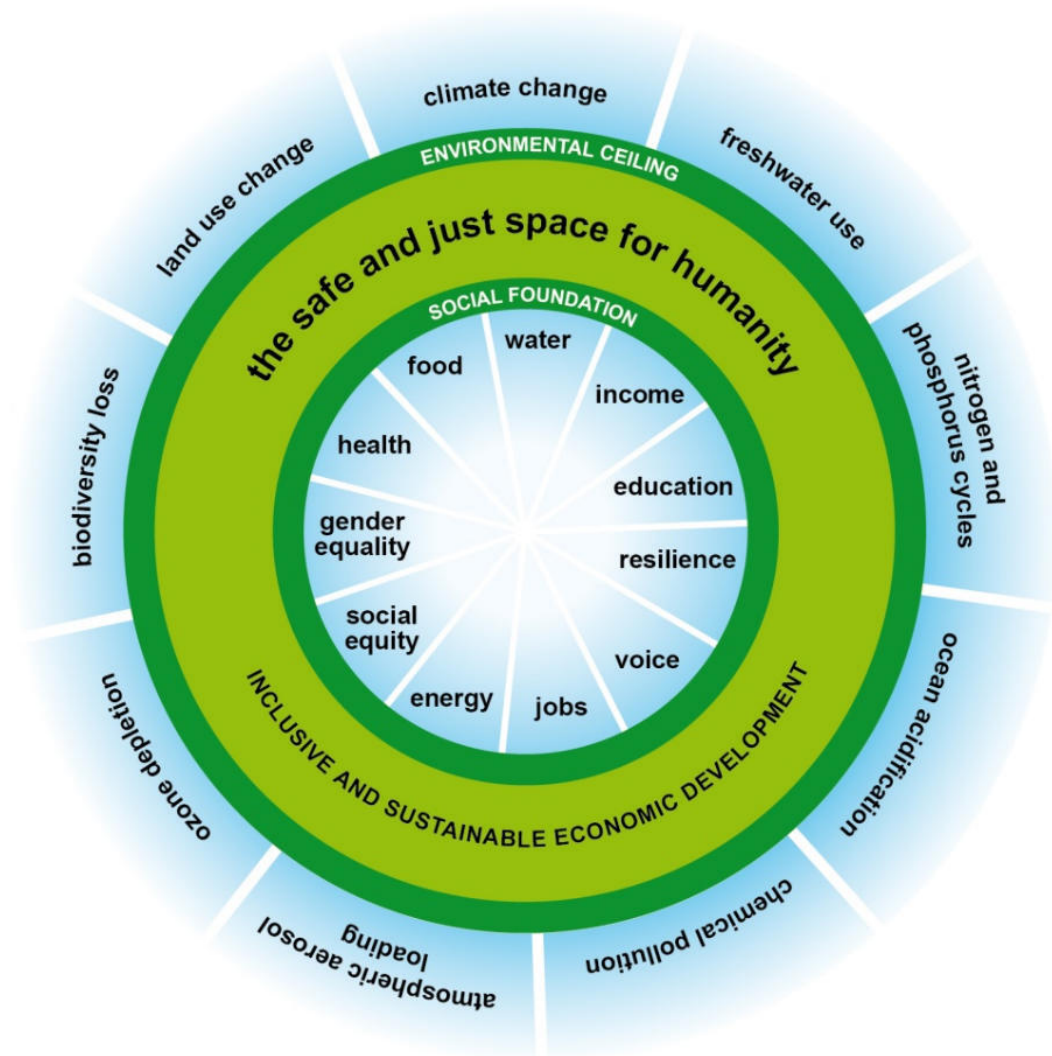 climate change
freshwater use
nitrogen and
phosphorus cycles
ocean acidification
chemical pollution
atmospheric aerosol
loading
ozone depletion
biodiversity loss
land use change
ENVIRONMENTAL CEILING
the safe and just space for humanity
SOCIAL FOUNDATION
water
income
education
resilience
voice
jobs
energy
social
equity
gender
equality
health
food
INCLUSIVE AND SUSTAINABLE ECONOMIC DEVELOPMENT